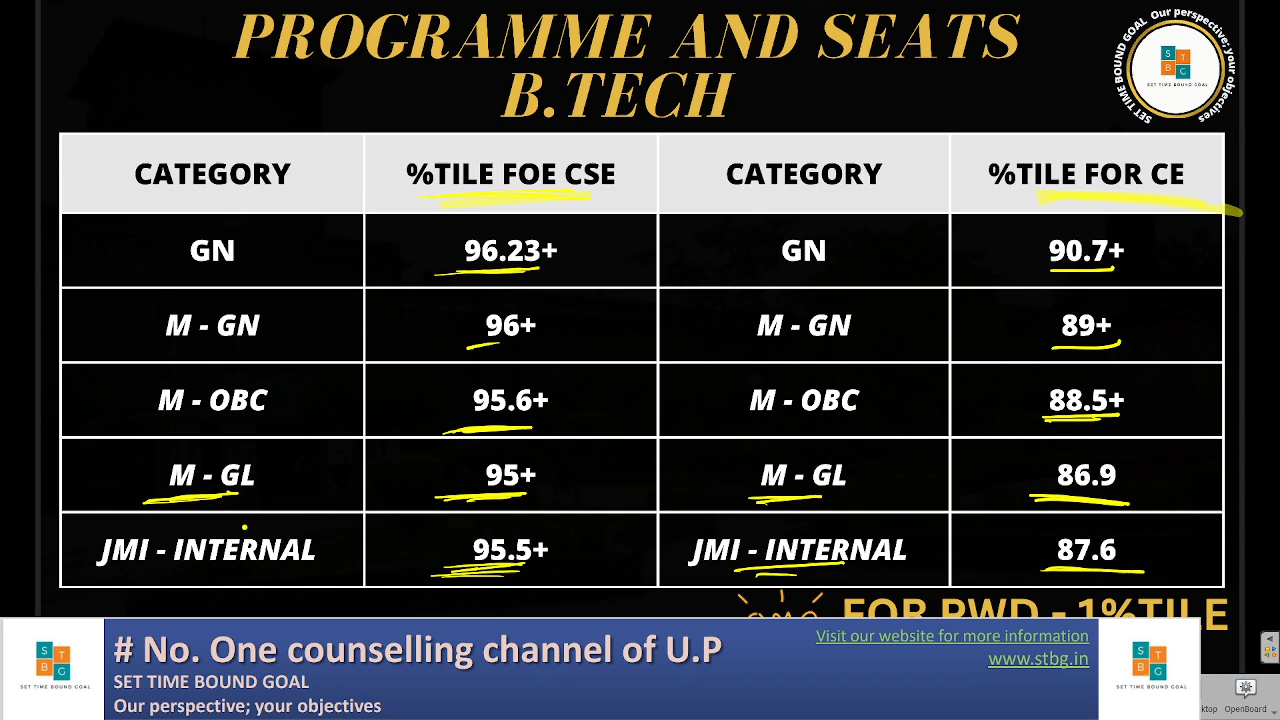 PROGRAMME AND SEATS
B.TECH
SET TIME BOUND GOAL Our perspective; your objectives
S T
B G
SET TIME BOUND GOAL
CATEGORY %TILE FOE CSE CATEGORY %TILE FOR CE
GN 96.23+ GN 90.7+
M - GN 96+ M - GN 89+
M - OBC 95.6+ M - OBC 88.5+
M - GL 95+ M - GL 86.9
JMI - INTERNAL 95.5+ JMI - INTERNAL 87.6
FOR PWD - 1%TILE
S T
B G
SET TIME BOUND GOAL
# No. One counselling channel of U.P
SET TIME BOUND GOAL
Our perspective; your objectives
Visit our website for more information
www.stbg.in
S T
B G
SET TIME BOUND GOAL
ktop OpenBoard